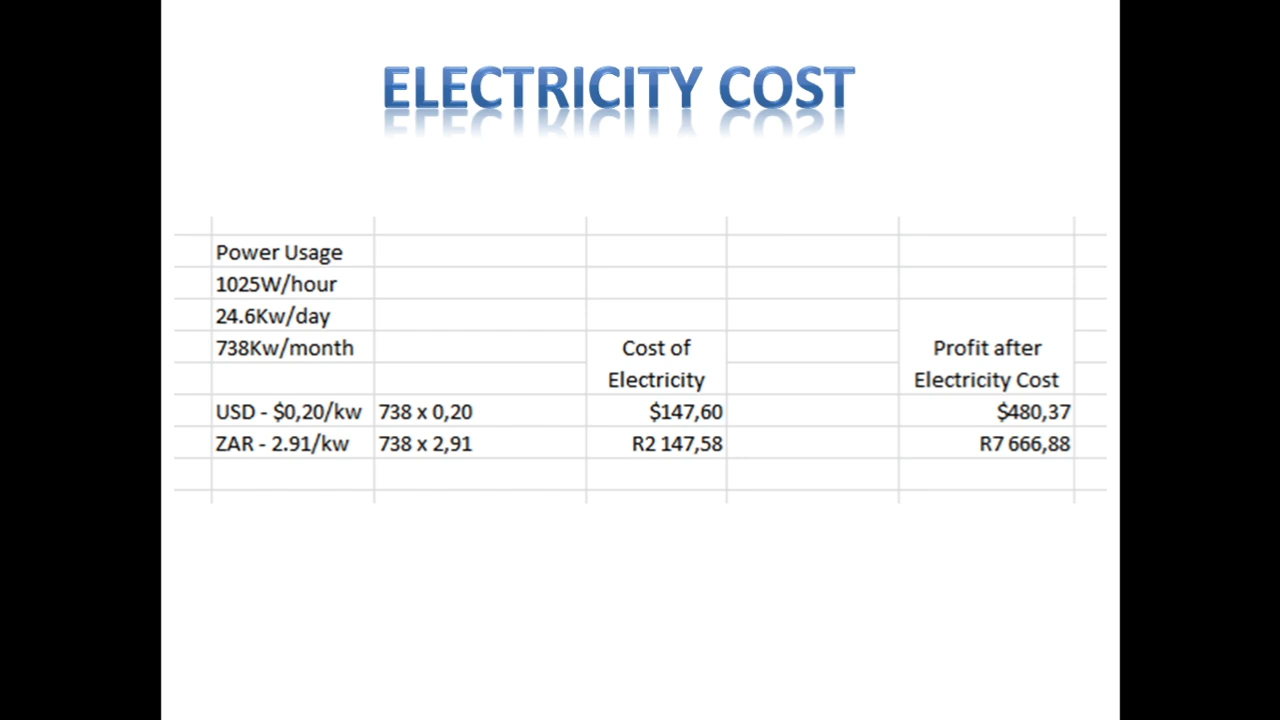 ELECTRICITY COST
Power Usage
1025W/hour
24.6Kw/day
738Kw/month Cost of Profit after
Electricity Electricity Cost
USD - $0,20/kw 738 x 0,20 $147,60 $480,37
ZAR - 2.91/kw 738 x 2,91 R2 147,58 R7 666,88